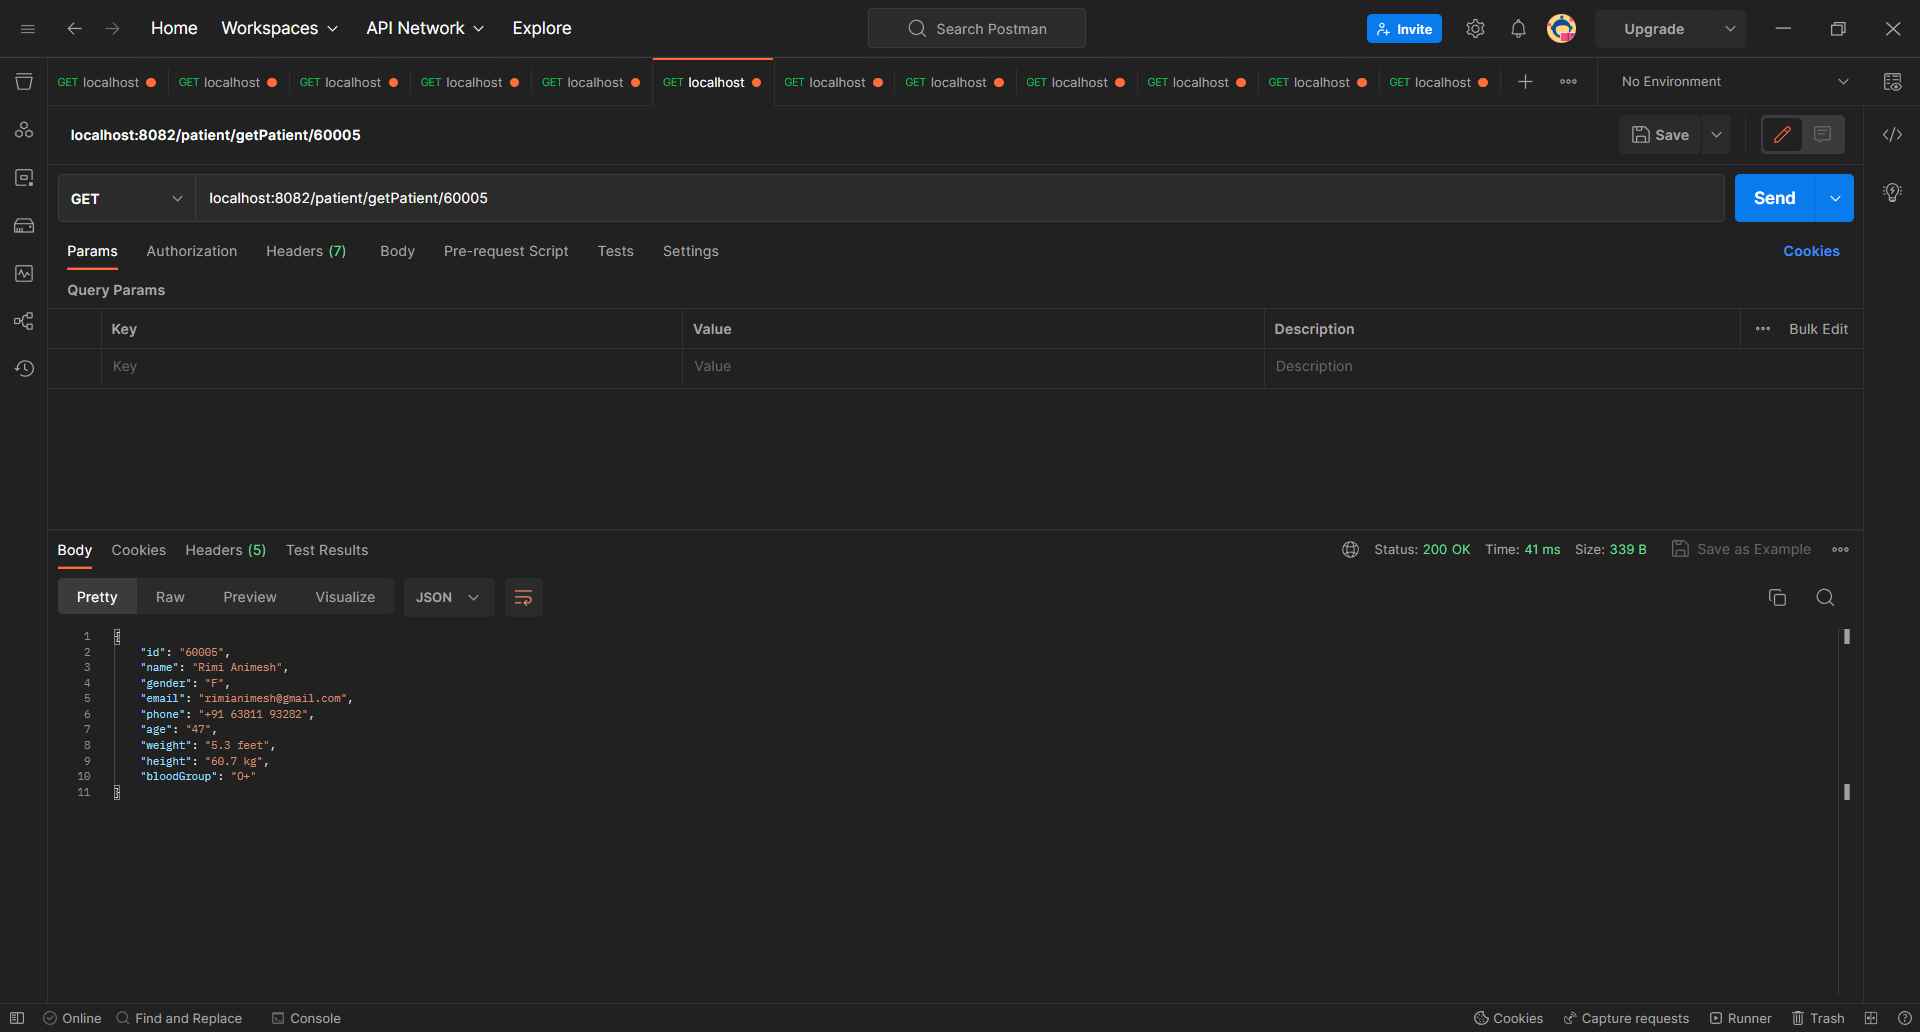 Home Workspaces API Network Explore Search Postman Invite Upgrade
GET localhost GET localhost GET localhost GET localhost GET localhost GET localhost GET localhost GET localhost GET localhost GET localhost GET localhost GET localhost No Environment
localhost:8082/patient/getPatient/60005 Save
GET localhost:8082/patient/getPatient/60005 Send
Params Authorization Headers (7) Body Pre-request Script Tests Settings Cookies
Query Params
Key Value Description Bulk Edit
Key Value Description
Body Cookies Headers (5) Test Results Status: 200 OK Time: 41 ms Size: 339 B Save as Example
Pretty Raw Preview Visualize JSON
1 {
2 "id": "60005",
3 "name": "Rimi Animesh",
4 "gender": "F",
5 "email": "rimianimesh@gmail.com",
6 "phone": "+91 63811 93282",
7 "age": "47",
8 "weight": "5.3 feet",
9 "height": "60.7 kg",
10 "bloodGroup": "O+"
11 }
Online Find and Replace Console Cookies Capture requests Runner Trash